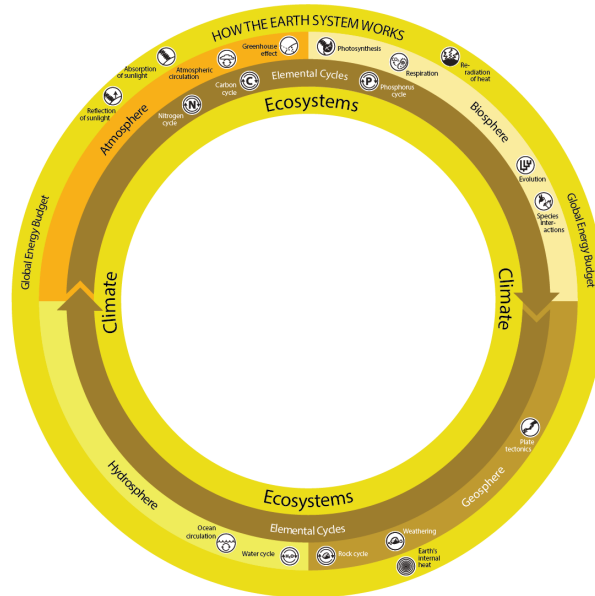 HOW THE EARTH SYSTEM WORKS
Absorption
of sunlight
Reflection
of sunlight
Greenhouse
effect
Atmospheric
circulation
Atmosphere
Photosynthesis
Respiration
Re-
radiation
of heat
Biosphere
Evolution
Species
inter-
actions
Global Energy Budget
Global Energy Budget
Carbon
cycle
C
Nitrogen
cycle
N
Elemental Cycles
P
Phosphorus
cycle
Ecosystems
Climate
Climate
Ecosystems
Elemental Cycles
Hydrosphere
Ocean
circulation
Water cycle
H₂O
Rock cycle
Weathering
Earth's
internal
heat
Geosphere
Plate
tectonics